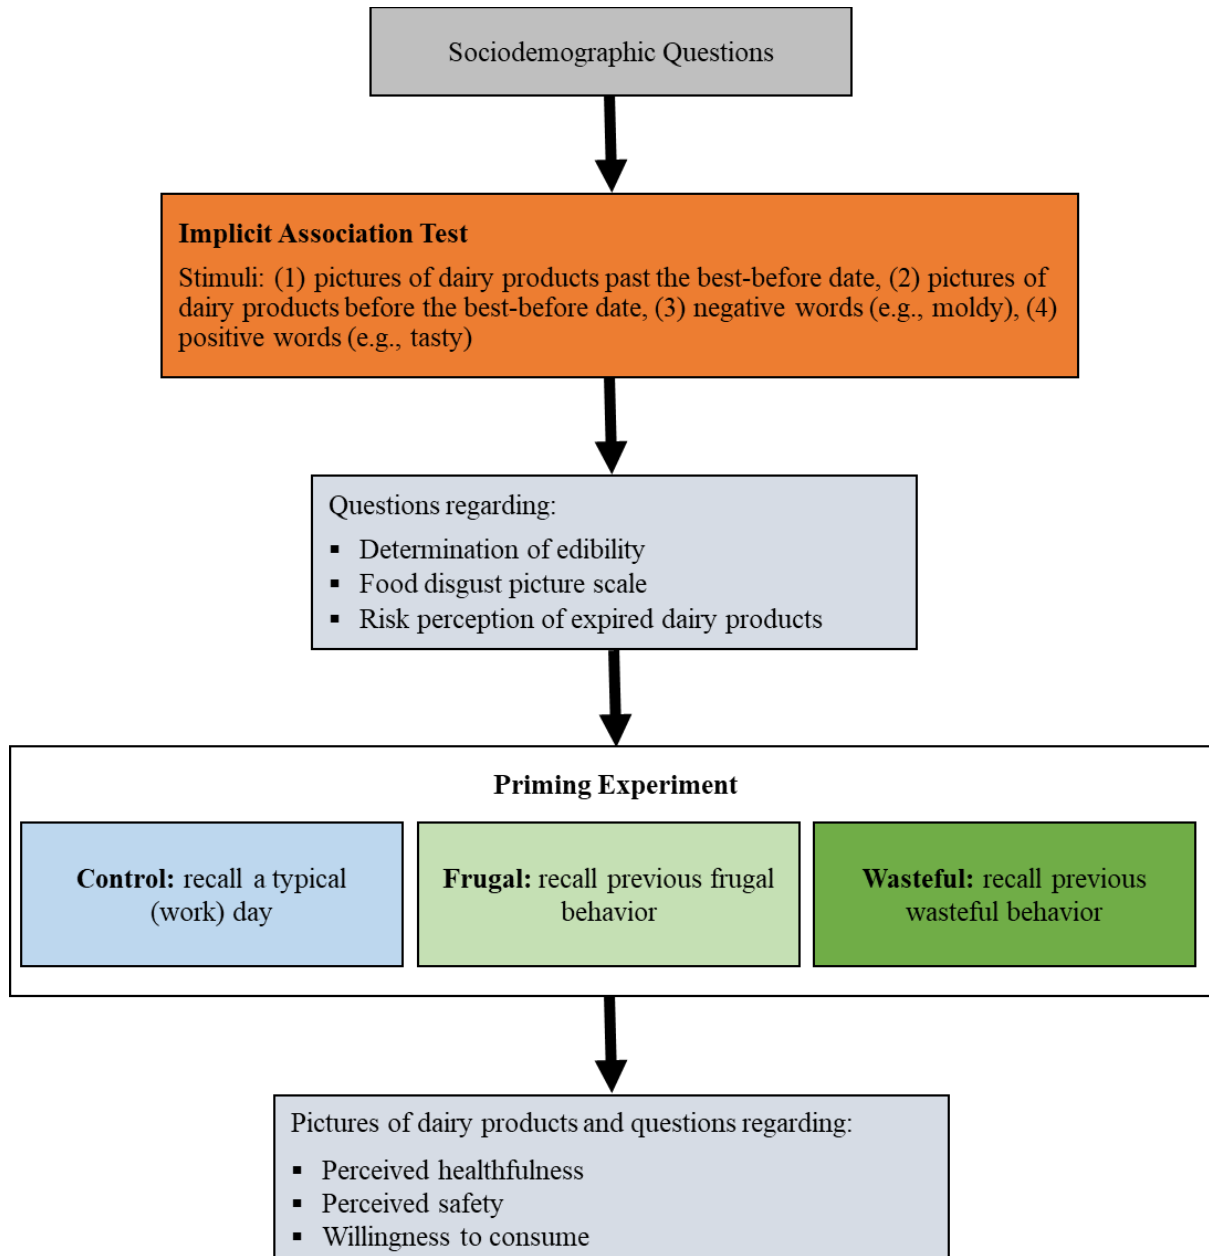 Sociodemographic Questions
Implicit Association Test
Stimuli: (1) pictures of dairy products past the best-before date, (2) pictures of
dairy products before the best-before date, (3) negative words (e.g., moldy), (4)
positive words (e.g., tasty)
Questions regarding:
▪ Determination of edibility
▪ Food disgust picture scale
▪ Risk perception of expired dairy products
Priming Experiment
Control: recall a typical
(work) day
Frugal: recall previous frugal
behavior
Wasteful: recall previous
wasteful behavior
Pictures of dairy products and questions regarding:
▪ Perceived healthfulness
▪ Perceived safety
▪ Willingness to consume